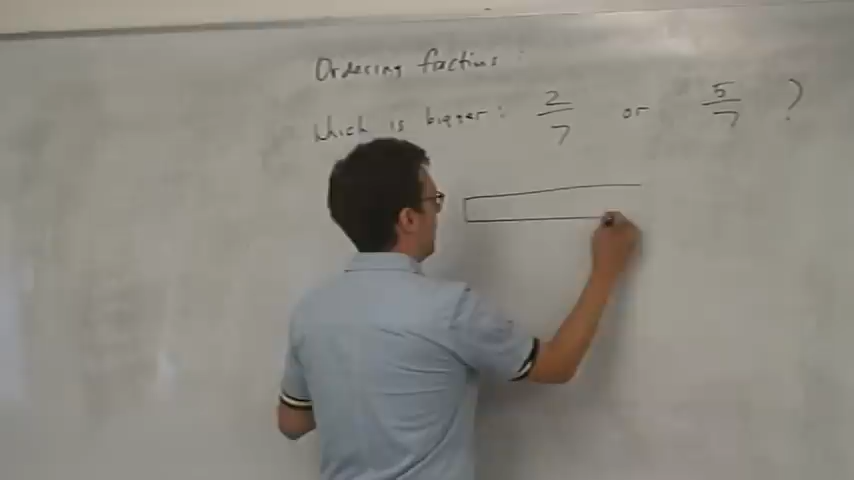 Ordering fractions :
Which is bigger : 2/7 or 5/7 ?